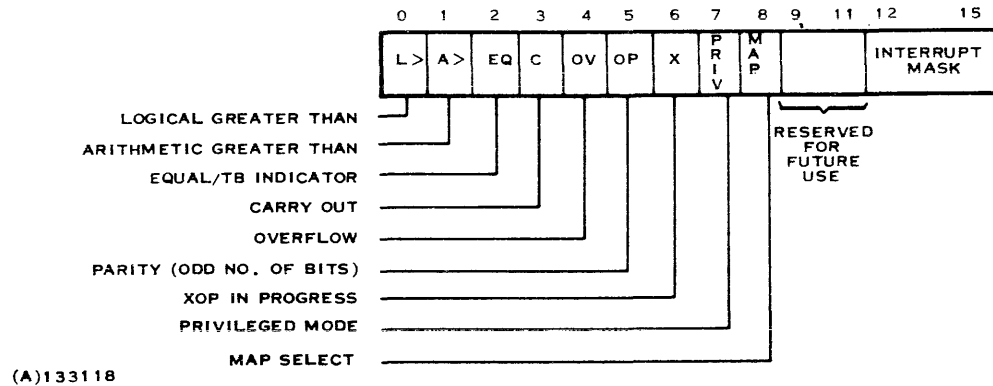 0 1 2 3 4 5 6 7 8 9 11 12 15
L> A> EQ C OV OP X PRIV MAP INTERRUPT MASK
LOGICAL GREATER THAN
ARITHMETIC GREATER THAN
EQUAL/TB INDICATOR
CARRY OUT
OVERFLOW
PARITY (ODD NO. OF BITS)
XOP IN PROGRESS
PRIVILEGED MODE
MAP SELECT
RESERVED
FOR
FUTURE
USE
(A)133118